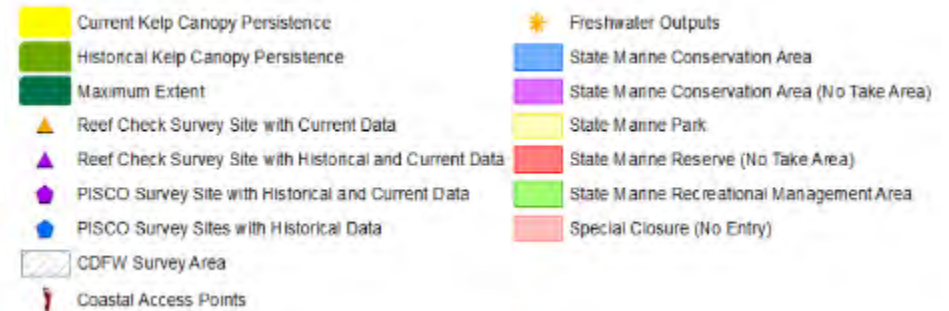 Current Kelp Canopy Persistence
Historical Kelp Canopy Persistence
Maximum Extent
Reef Check Survey Site with Current Data
Reef Check Survey Site with Historical and Current Data
PISCO Survey Site with Historical and Current Data
PISCO Survey Sites with Historical Data
CDFW Survey Area
Coastal Access Points
Freshwater Outputs
State Marine Conservation Area
State Marine Conservation Area (No Take Area)
State Marine Park
State Marine Reserve (No Take Area)
State Marine Recreational Management Area
Special Closure (No Entry)